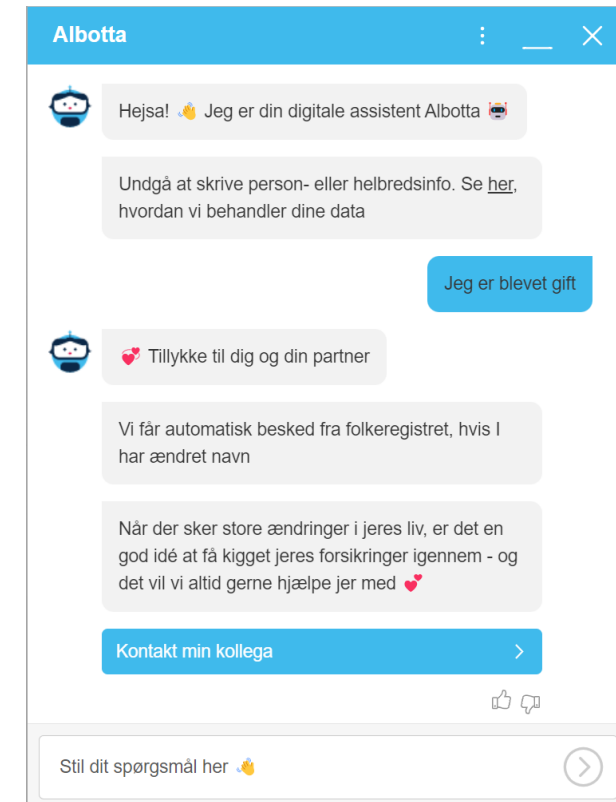 Albotta
Hejsa! 👋 Jeg er din digitale assistent Albotta 🤖
Undgå at skrive person- eller helbredsinfo. Se her,
hvordan vi behandler dine data
Jeg er blevet gift
💞 Tillykke til dig og din partner
Vi får automatisk besked fra folkeregistret, hvis I
har ændret navn
Når der sker store ændringer i jeres liv, er det en
god idé at få kigget jeres forsikringer igennem - og
det vil vi altid gerne hjælpe jer med 💕
Kontakt min kollega
Stil dit spørgsmål her 👋